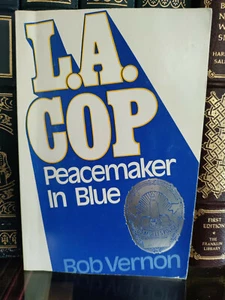 L.A.
COP
Peacemaker
In Blue
Bob Vernon
FIRST
EDITION
THE
FRANKLIN
LIBRARY